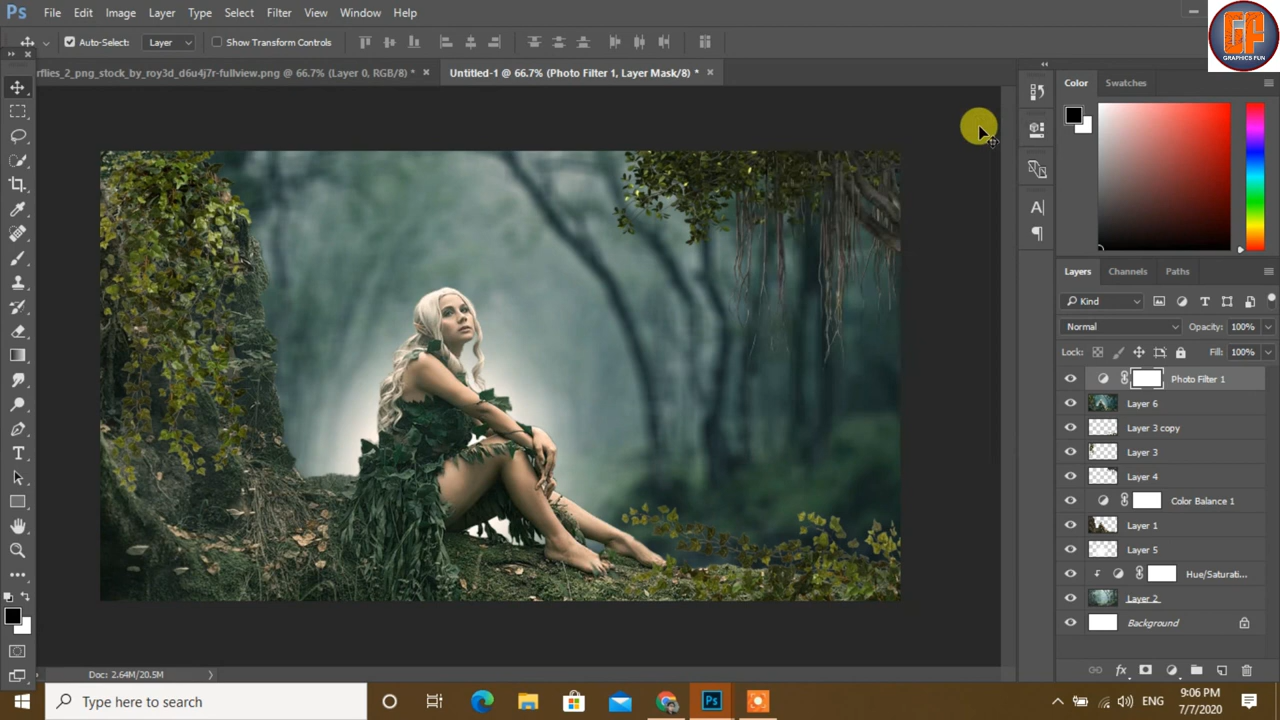 Ps File Edit Image Layer Type Select Filter View Window Help
GF
GRAPHICS FUN
Auto-Select: Layer Show Transform Controls
rflies_2_png_stock_by_roy3d_d6u4j7r-fullview.png @ 66.7% (Layer 0, RGB/8) * × Untitled-1 @ 66.7% (Photo Filter 1, Layer Mask/8) * ×
Color Swatches
Layers Channels Paths
Kind
Normal Opacity: 100%
Lock: Fill: 100%
Photo Filter 1
Layer 6
Layer 3 copy
Layer 3
Layer 4
Color Balance 1
Layer 1
Layer 5
Hue/Saturati...
Layer 2
Background
Doc: 2.64M/20.5M
Type here to search
Ps
ENG
9:06 PM
7/7/2020